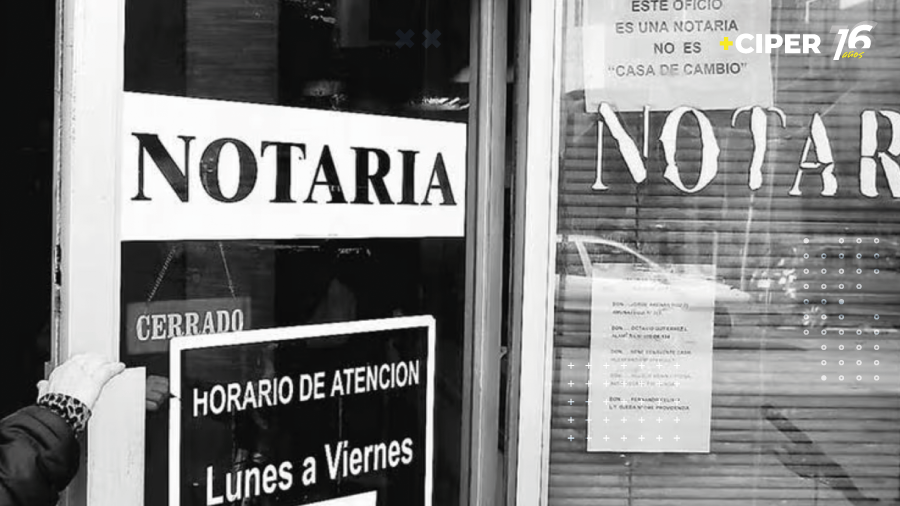 ESTE OFICIO
ES UNA NOTARIA
NO ES
"CASA DE CAMBIO"
+CIPER 16
años
NOTARIA
NOTAR
CERRADO
HORARIO DE ATENCION
Lunes a Viernes